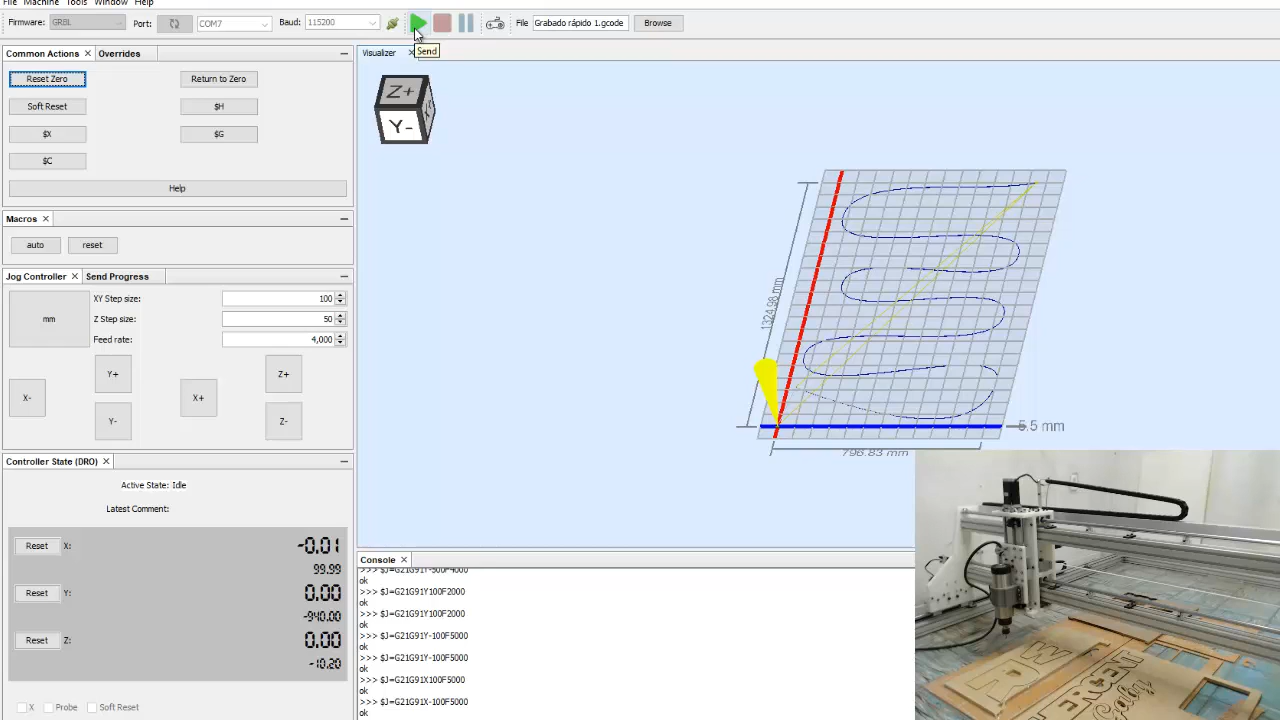 File Machine Tools Window Help
Firmware: GRBL Port: COM7 Baud: 115200 File Grabado rápido 1.gcode Browse
Send
Common Actions Overrides
Reset Zero Return to Zero
Soft Reset $H
$X $G
$C
Help
Macros
auto reset
Jog Controller Send Progress
mm
XY Step size: 100
Z Step size: 50
Feed rate: 4,000
Y+ Z+
X- X+
Y- Z-
Controller State (DRO)
Active State: Idle
Latest Comment:
Reset X: -0.01
99.99
Reset Y: 0.00
-940.00
Reset Z: 0.00
-10.20
X Probe Soft Reset
Visualizer
Z+
Y-
1324.98 mm
5.5 mm
796.83 mm
Console
>>> $J=G21G91Y-500F4000
ok
>>> $J=G21G91Y100F2000
ok
>>> $J=G21G91Y100F2000
ok
>>> $J=G21G91Y-100F5000
ok
>>> $J=G21G91Y-100F5000
ok
>>> $J=G21G91X100F5000
ok
>>> $J=G21G91X-100F5000
ok